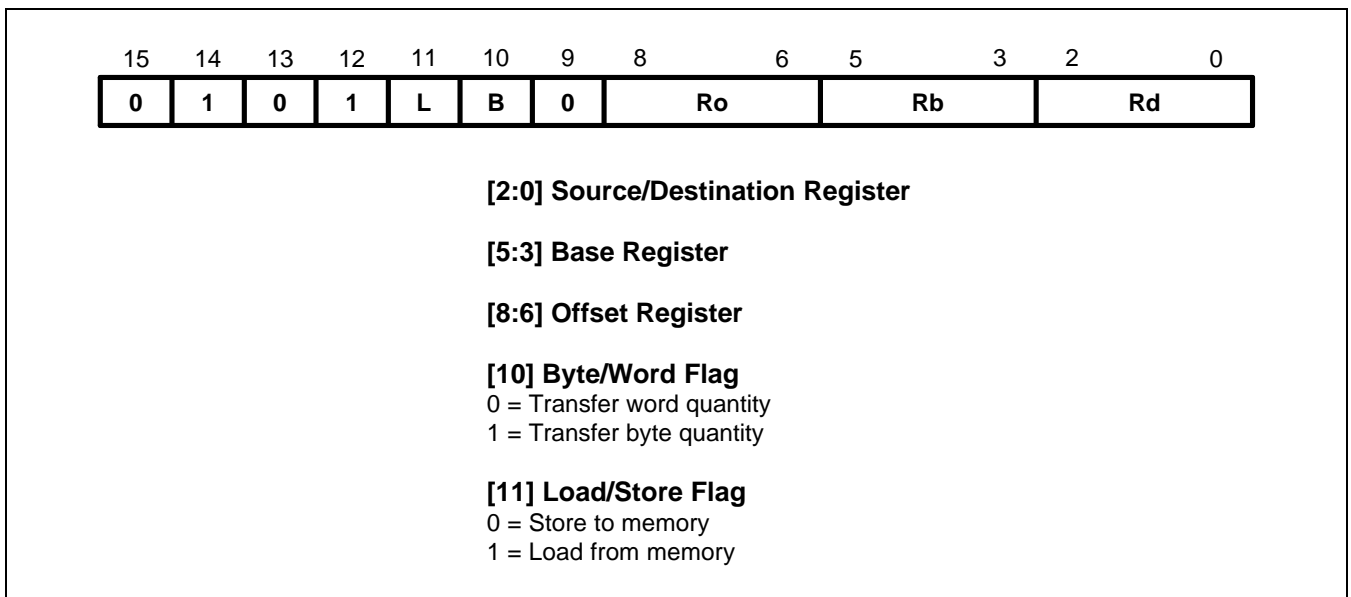 15 14 13 12 11 10 9 8 6 5 3 2 0
0 1 0 1 L B 0 Ro Rb Rd
[2:0] Source/Destination Register
[5:3] Base Register
[8:6] Offset Register
[10] Byte/Word Flag
0 = Transfer word quantity
1 = Transfer byte quantity
[11] Load/Store Flag
0 = Store to memory
1 = Load from memory